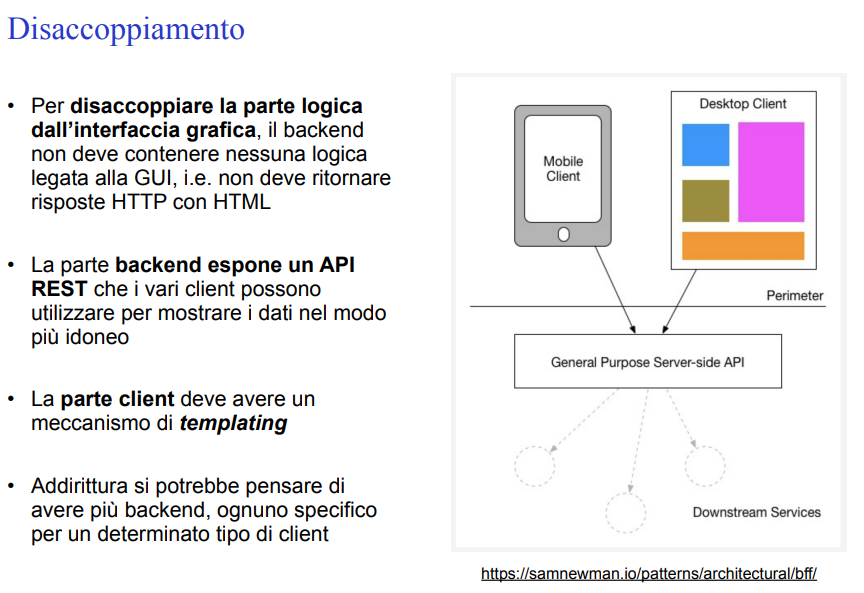 Disaccoppiamento
• Per disaccoppiare la parte logica
dall’interfaccia grafica, il backend
non deve contenere nessuna logica
legata alla GUI, i.e. non deve ritornare
risposte HTTP con HTML
• La parte backend espone un API
REST che i vari client possono
utilizzare per mostrare i dati nel modo
più idoneo
• La parte client deve avere un
meccanismo di templating
• Addirittura si potrebbe pensare di
avere più backend, ognuno specifico
per un determinato tipo di client
Mobile
Client
Desktop Client
Perimeter
General Purpose Server-side API
Downstream Services
https://samnewman.io/patterns/architectural/bff/